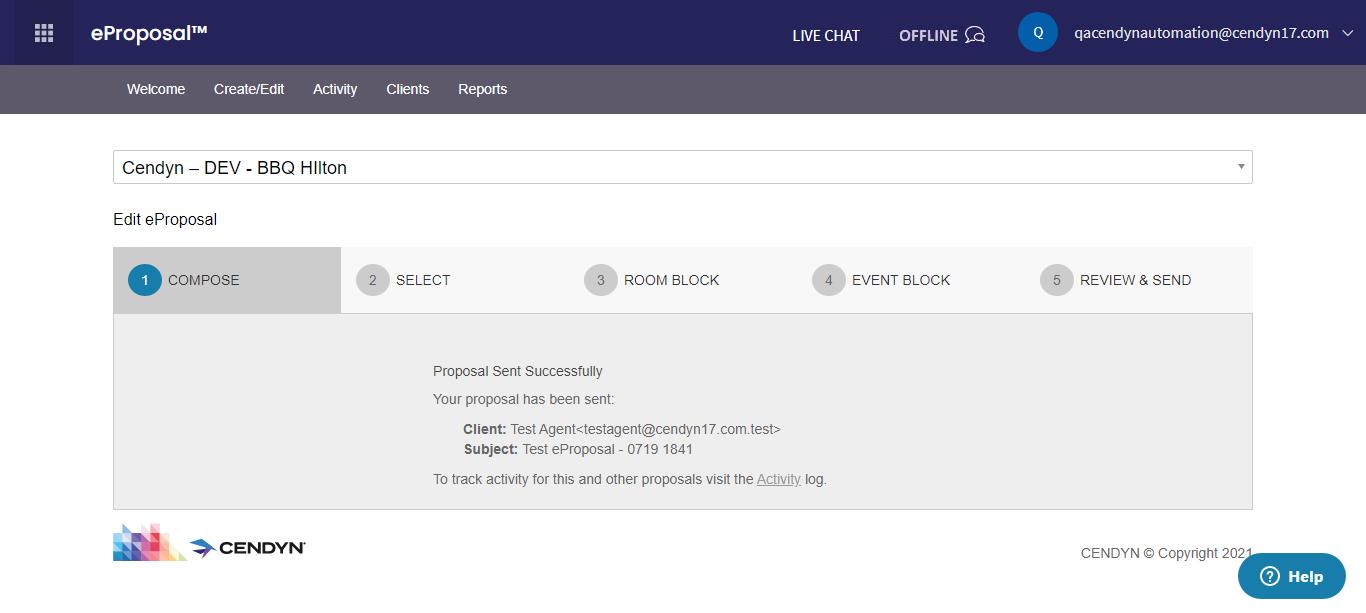 eProposal™
LIVE CHAT
OFFLINE
Q
qacendynautomation@cendyn17.com
Welcome
Create/Edit
Activity
Clients
Reports
Cendyn – DEV - BBQ HIlton
Edit eProposal
1 COMPOSE
2 SELECT
3 ROOM BLOCK
4 EVENT BLOCK
5 REVIEW & SEND
Proposal Sent Successfully
Your proposal has been sent:
Client: Test Agent<testagent@cendyn17.com.test>
Subject: Test eProposal - 0719 1841
To track activity for this and other proposals visit the Activity log.
CENDYN
CENDYN © Copyright 2021
? Help